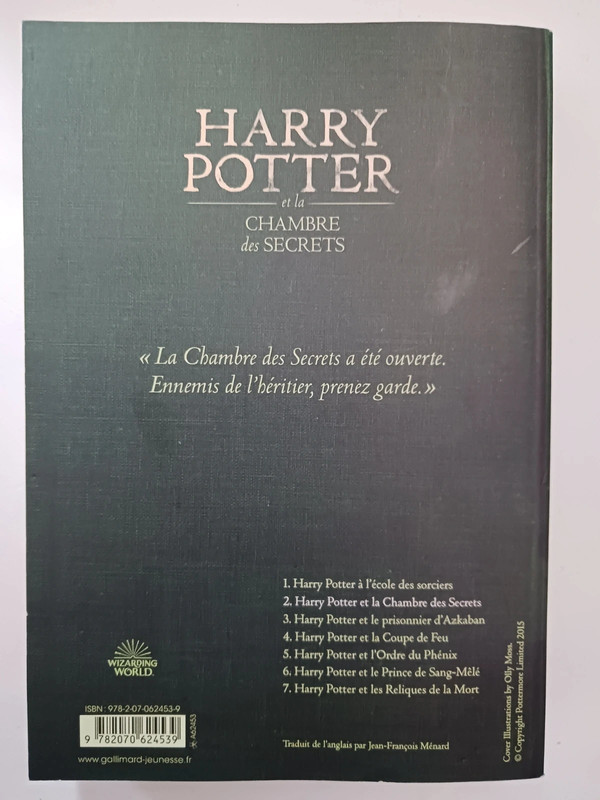 HARRY
POTTER
et la
CHAMBRE
des SECRETS
« La Chambre des Secrets a été ouverte.
Ennemis de l'héritier, prenez garde. »
1. Harry Potter à l'école des sorciers
2. Harry Potter et la Chambre des Secrets
3. Harry Potter et le prisonnier d'Azkaban
4. Harry Potter et la Coupe de Feu
5. Harry Potter et l'Ordre du Phénix
6. Harry Potter et le Prince de Sang-Mêlé
7. Harry Potter et les Reliques de la Mort
Traduit de l'anglais par Jean-François Ménard
WIZARDING
WORLD
ISBN : 978-2-07-062453-9
9 782070 624539
A62453
www.gallimard-jeunesse.fr
Cover Illustrations by Olly Moss.
© Copyright Pottermore Limited 2015